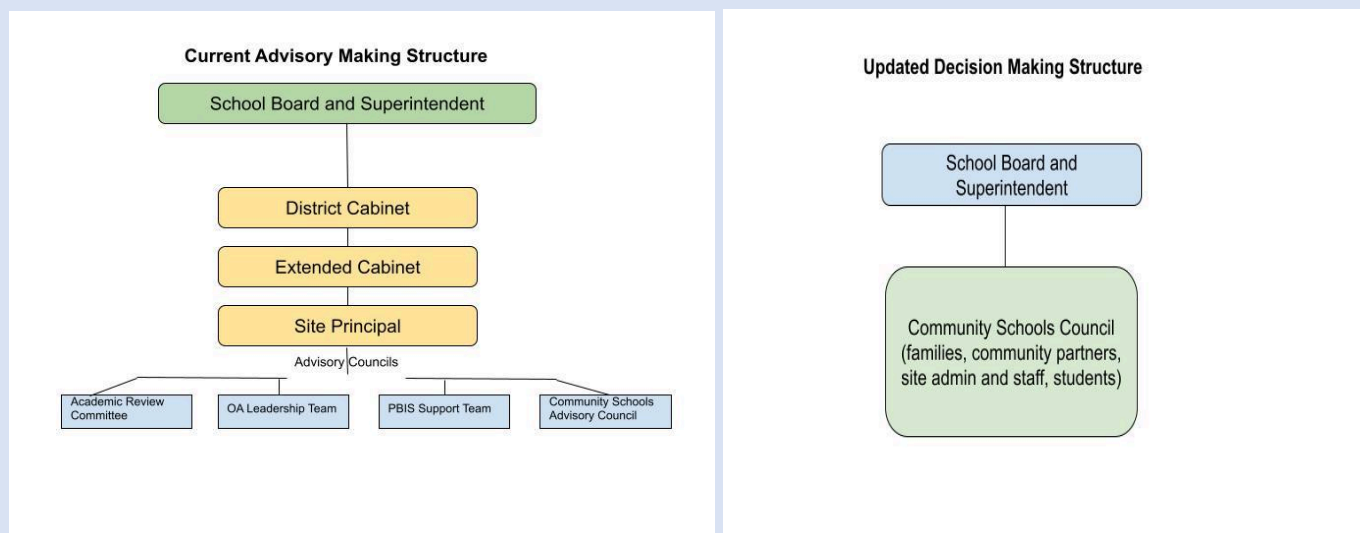 Current Advisory Making Structure
School Board and Superintendent
District Cabinet
Extended Cabinet
Site Principal
Advisory Councils
Academic Review
Committee
OA Leadership Team
PBIS Support Team
Community Schools
Advisory Council
Updated Decision Making Structure
School Board and
Superintendent
Community Schools Council
(families, community partners,
site admin and staff, students)